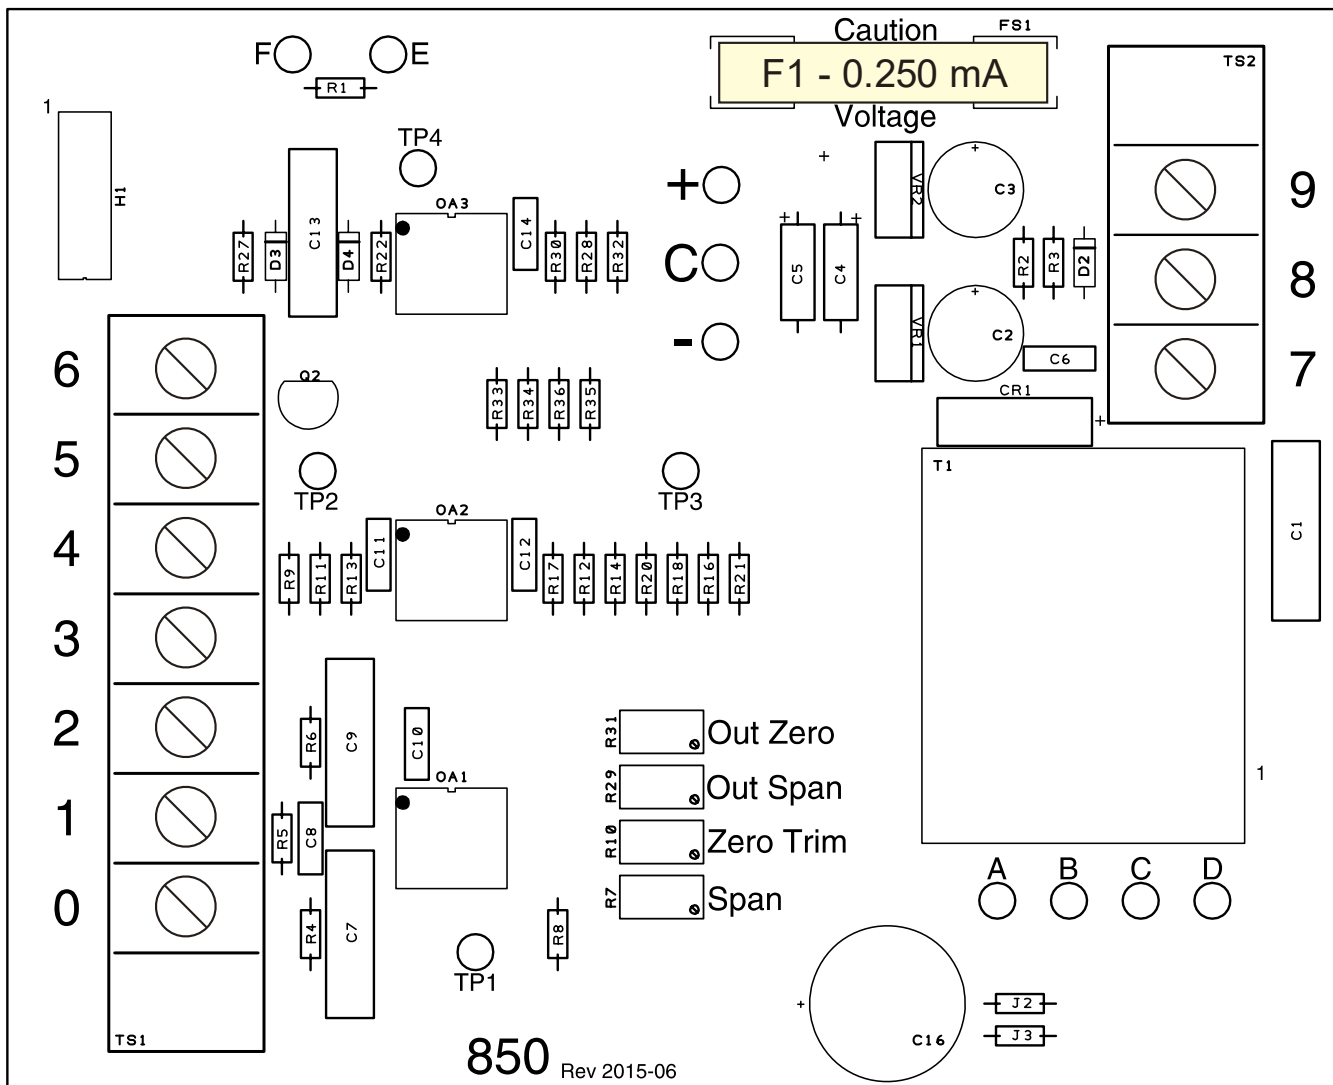 Caution
FS1
F1 - 0.250 mA
Voltage
F
E
R1
TS2
1
H1
TP4
+
C
-
+
VR2
+
C3
9
OA3
C14
R27
D3
C13
D4
R22
R30
R28
R32
+
C5
+
C4
R2
R3
D2
8
VR1
+
C2
C6
7
CR1
+
6
Q2
R33
R34
R36
R35
5
TP2
TP3
T1
C1
4
OA2
C11
C12
R9
R11
R13
R17
R12
R14
R20
R18
R16
R21
3
2
R6
C9
C10
R31
Out Zero
OA1
R29
Out Span
1
1
R5
C8
R10
Zero Trim
0
R4
C7
R8
R7
Span
A
B
C
D
TP1
+
C16
J2
J3
TS1
850
Rev 2015-06